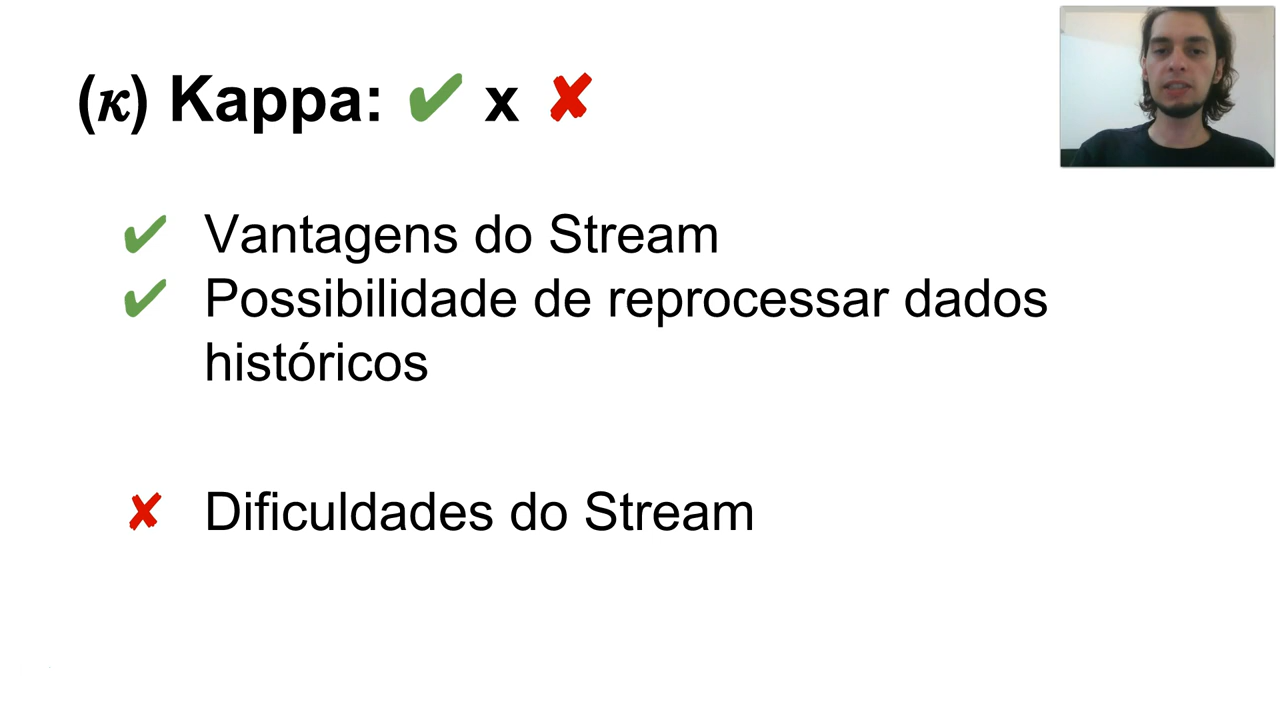 (κ) Kappa: ✔ x ✘
✔ Vantagens do Stream
✔ Possibilidade de reprocessar dados
históricos
✘ Dificuldades do Stream